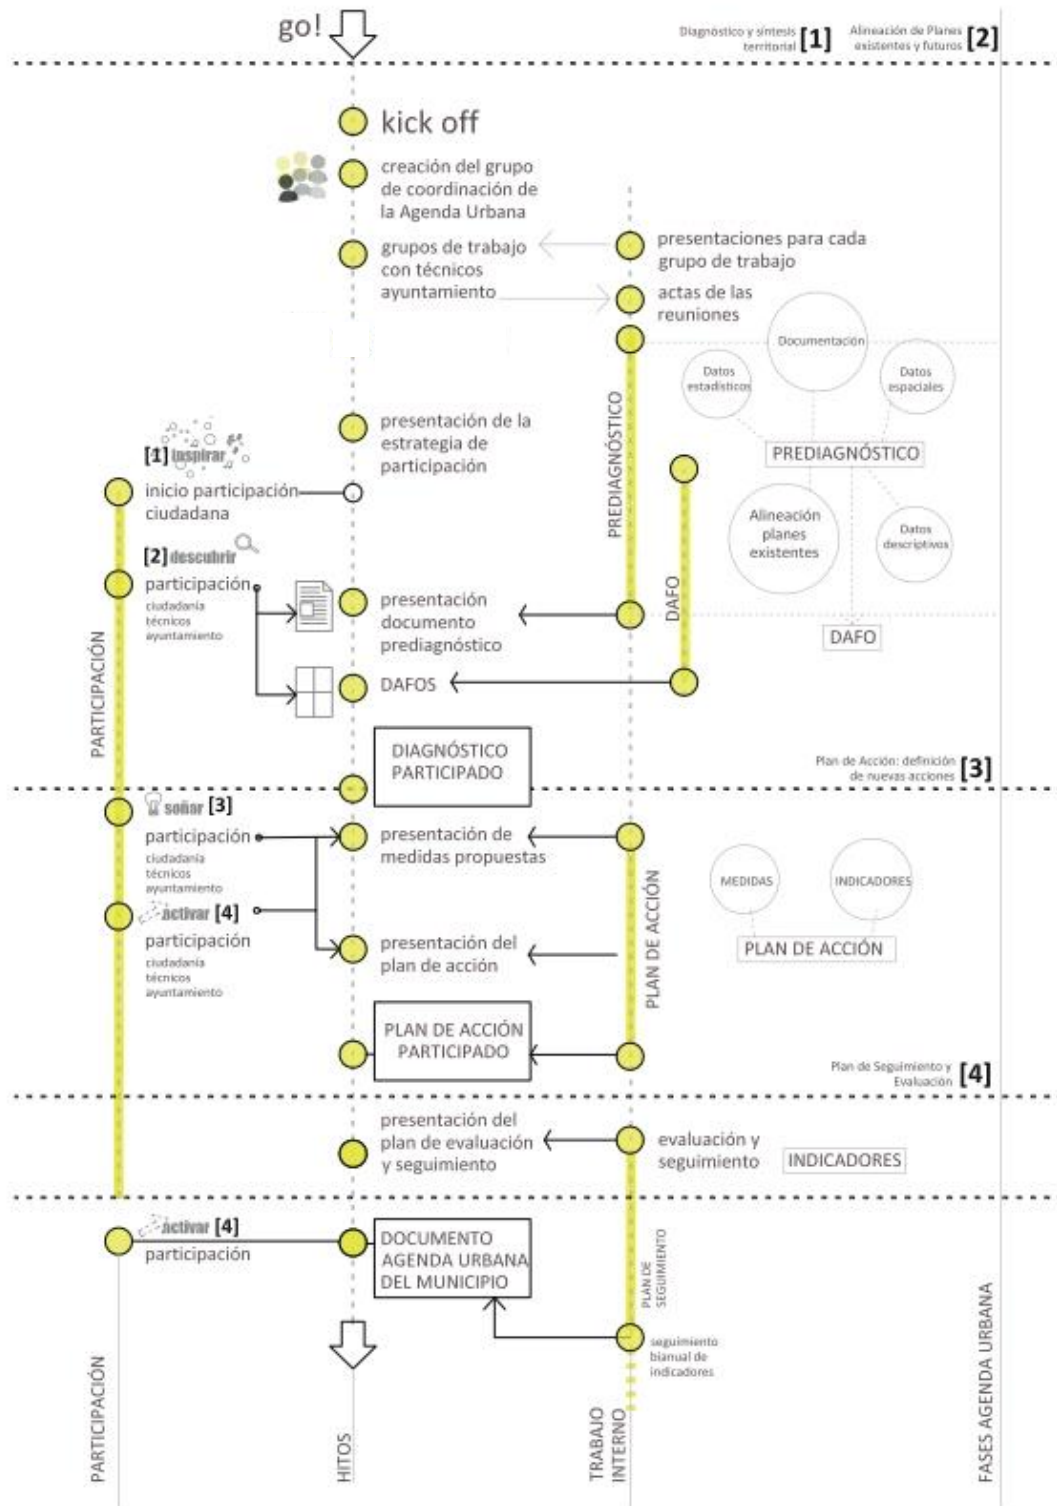 go!
Diagnóstico y síntesis
territorial [1]
Alineación de Planes
existentes y futuros [2]
kick off
creación del grupo
de coordinación de
la Agenda Urbana
grupos de trabajo
con técnicos
ayuntamiento
presentaciones para cada
grupo de trabajo
actas de las
reuniones
Documentación
Datos
estadísticos
Datos
espaciales
PREDIAGNÓSTICO
Alineación
planes
existentes
Datos
descriptivos
DAFO
PREDIAGNÓSTICO
DAFO
presentación de la
estrategia de
participación
[1] inspirar
inicio participación
ciudadana
[2] descubrir
participación
ciudadanía
técnicos
ayuntamiento
presentación
documento
prediagnóstico
DAFOS
PARTICIPACIÓN
DIAGNÓSTICO
PARTICIPADO
Plan de Acción: definición
de nuevas acciones [3]
soñar [3]
participación
ciudadanía
técnicos
ayuntamiento
presentación de
medidas propuestas
activar [4]
participación
ciudadanía
técnicos
ayuntamiento
presentación del
plan de acción
PLAN DE ACCIÓN
MEDIDAS
INDICADORES
PLAN DE ACCIÓN
PLAN DE ACCIÓN
PARTICIPADO
Plan de Seguimiento y
Evaluación [4]
presentación del
plan de evaluación
y seguimiento
evaluación y
seguimiento
INDICADORES
activar [4]
participación
DOCUMENTO
AGENDA URBANA
DEL MUNICIPIO
PLAN DE
SEGUIMIENTO
seguimiento
bianual de
indicadores
PARTICIPACIÓN
HITOS
TRABAJO
INTERNO
FASES AGENDA URBANA